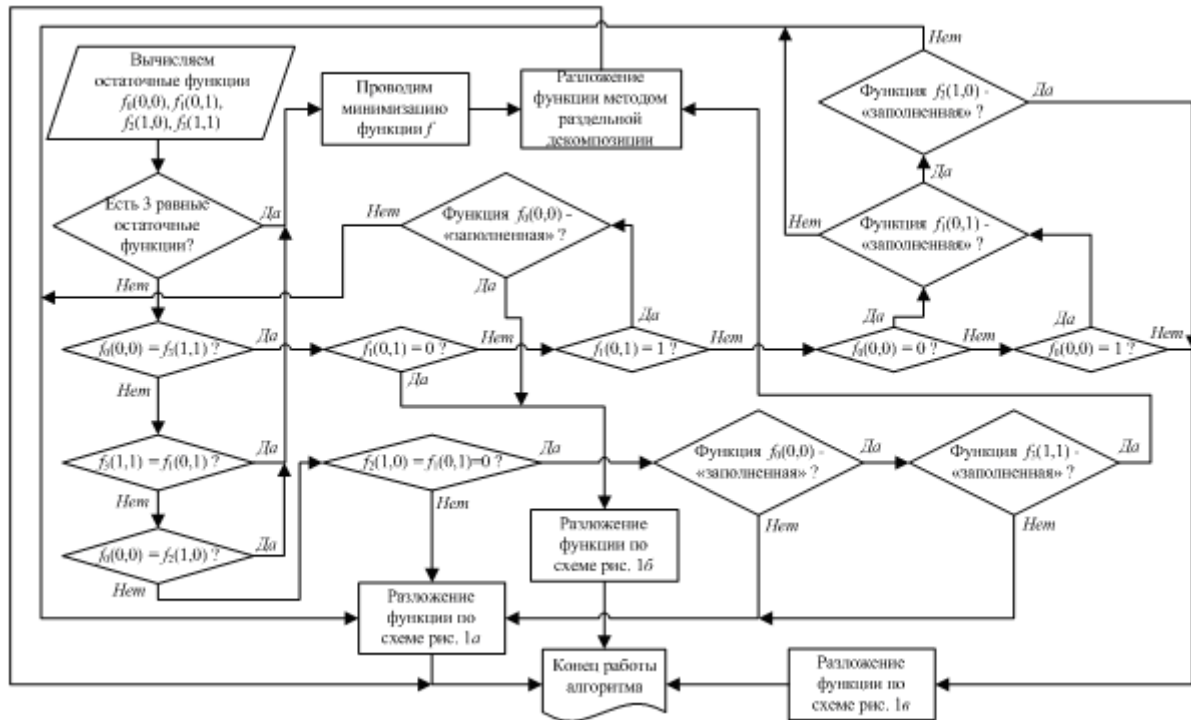 Вычисляем
остаточные функции
f₀(0,0), f₁(0,1),
f₂(1,0), f₃(1,1)
Проводим
минимизацию
функции f
Разложение
функции методом
раздельной
декомпозиции
Нет
Функция f₂(1,0) -
«заполненная» ?
Да
Есть 3 равные
остаточные
функции?
Да
Нет
Нет
Функция f₀(0,0) -
«заполненная» ?
Да
Да
Нет
Функция f₁(0,1) -
«заполненная» ?
Да
f₀(0,0) = f₃(1,1) ?
Да
Нет
f₁(0,1) = 0 ?
Нет
Да
f₁(0,1) = 1 ?
Да
Нет
f₀(0,0) = 0 ?
Да
Нет
f₀(0,0) = 1 ?
Да
Нет
f₃(1,1) = f₁(0,1) ?
Да
Нет
f₂(1,0) = f₁(0,1)=0 ?
Да
Нет
Функция f₀(0,0) -
«заполненная» ?
Да
Нет
Функция f₃(1,1) -
«заполненная» ?
Да
Нет
f₀(0,0) = f₂(1,0) ?
Да
Нет
Разложение
функции по
схеме рис. 1б
Разложение
функции по
схеме рис. 1а
Конец работы
алгоритма
Разложение
функции по
схеме рис. 1в